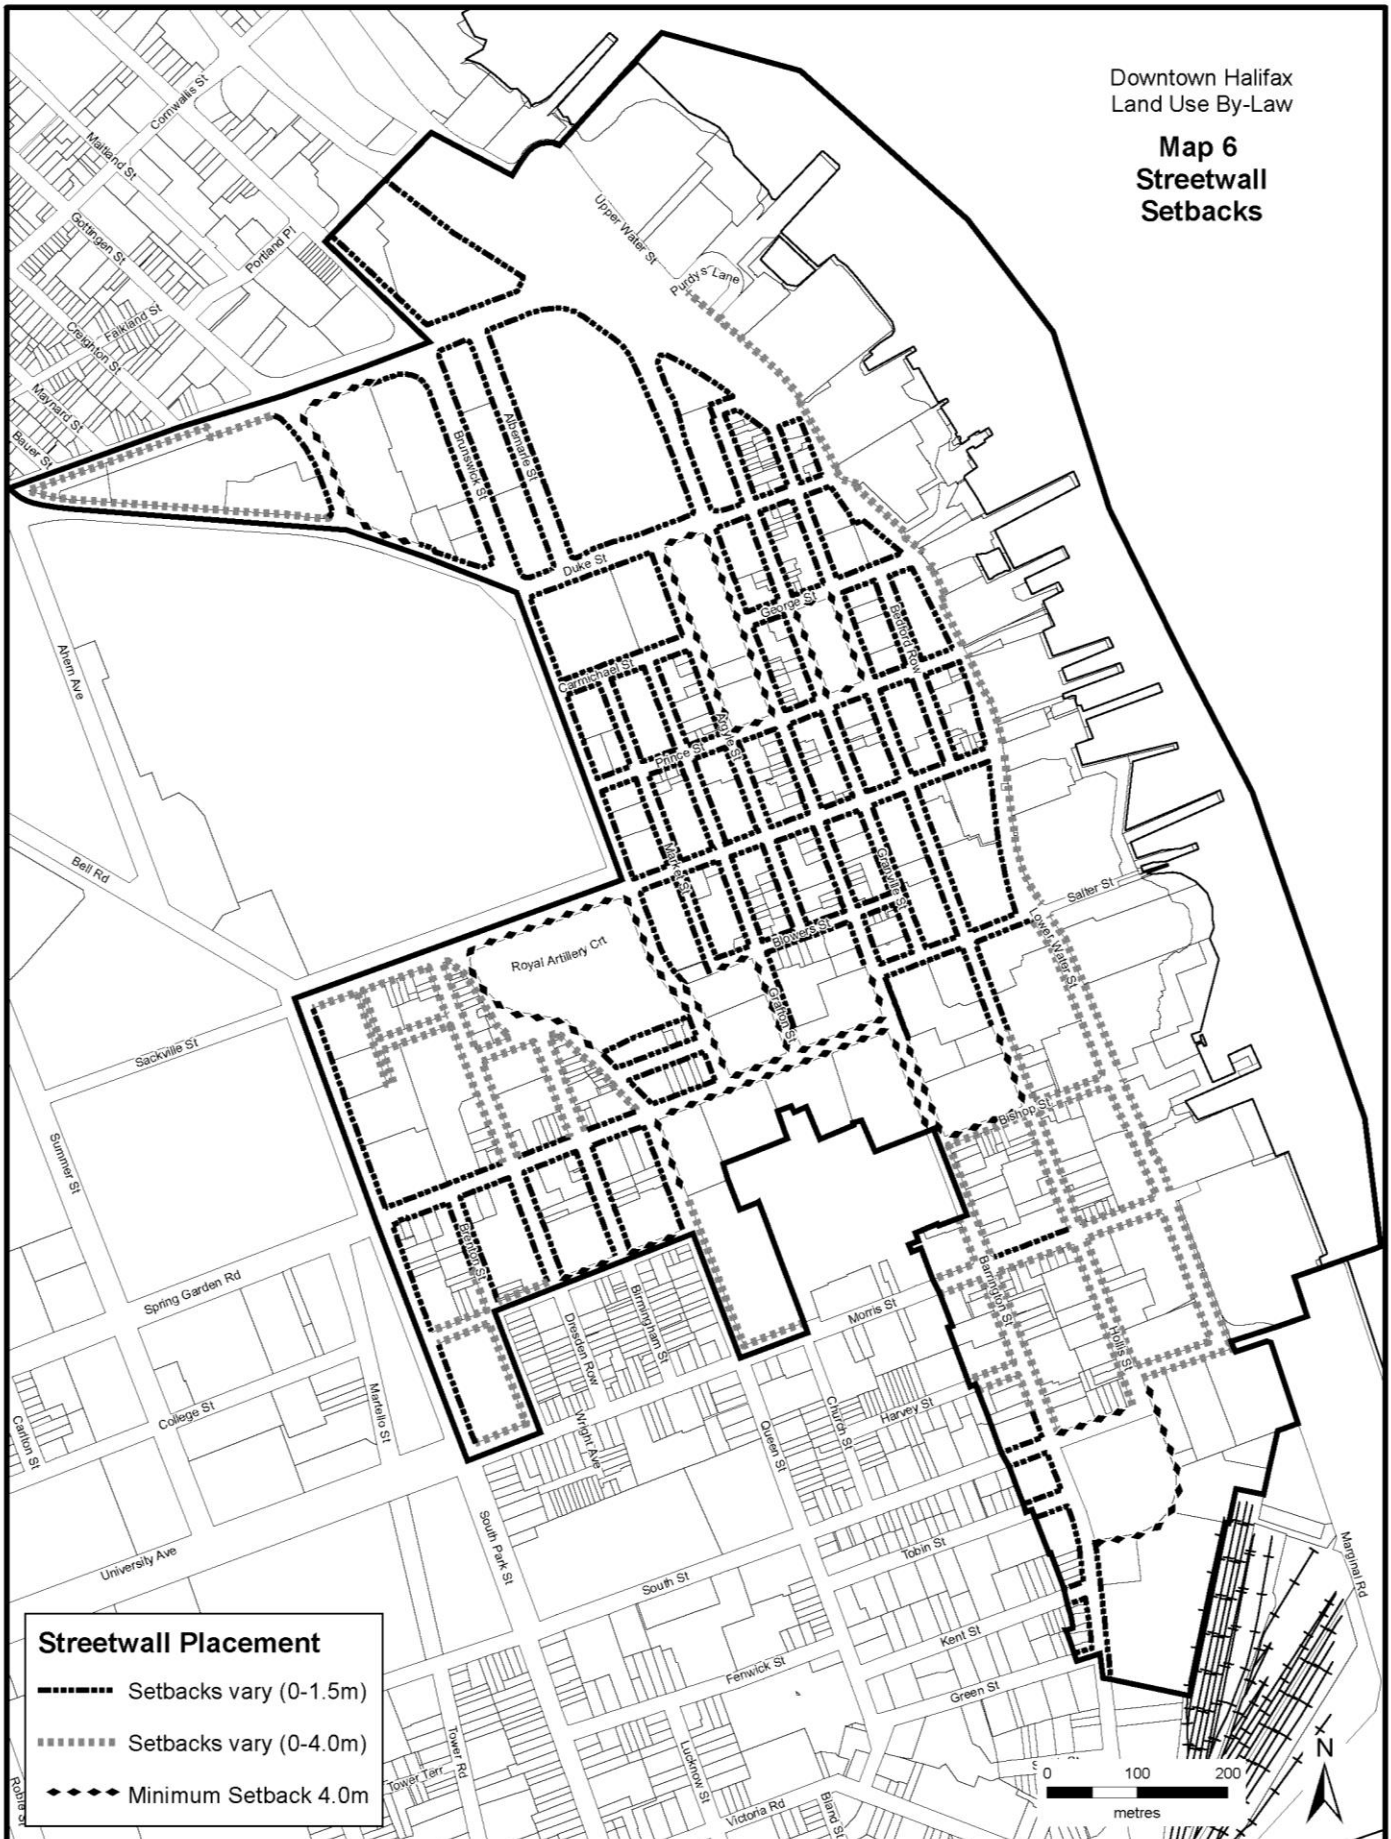 Downtown Halifax
Land Use By-Law
Map 6
Streetwall
Setbacks
Cornwallis St
Maitland St
Gottingen St
Portland Pl
Creighton St
Falkland St
Maynard St
Bauer St
Upper Water St
Purdy's Lane
Brunswick St
Albemarle St
Duke St
George St
Bedford Row
Carmichael St
Argyle St
Prince St
Ahern Ave
Bell Rd
Market St
Granville St
Salter St
Lower Water St
Blowers St
Royal Artillery Crt
Grafton St
Sackville St
Bishop St
Summer St
Spring Garden Rd
Brenton St
Barrington St
Morris St
Birmingham St
Dresden Row
Hollis St
Martello St
College St
Carlton St
Wright Ave
Queen St
Church St
Harvey St
University Ave
South Park St
Tobin St
South St
Marginal Rd
Kent St
Fenwick St
Green St
Tower Rd
Tower Terr
Lucknow St
Victoria Rd
Bland St
Streetwall Placement
Setbacks vary (0-1.5m)
Setbacks vary (0-4.0m)
Minimum Setback 4.0m
0 100 200
metres
N